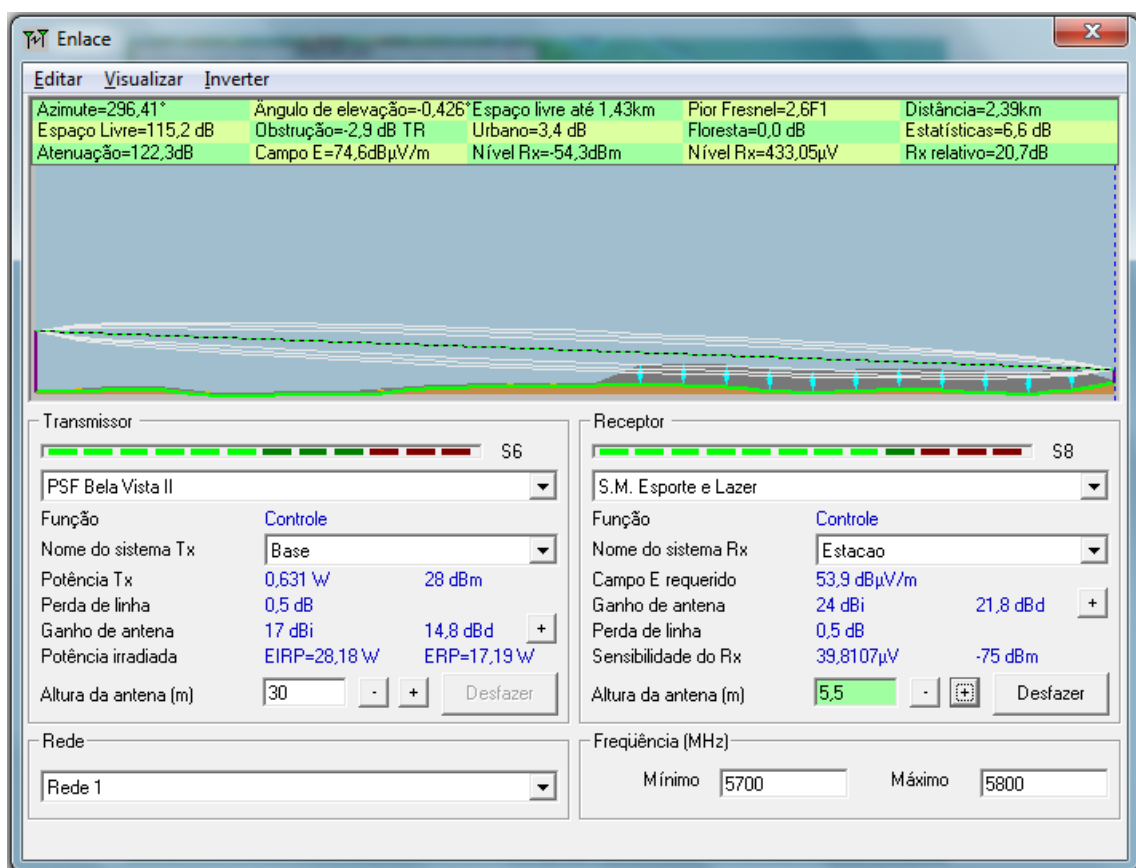 Enlace
Editar Visualizar Inverter
Azimute=296,41° Ângulo de elevação=-0,426° Espaço livre até 1,43km Pior Fresnel=2,6F1 Distância=2,39km
Espaço Livre=115,2 dB Obstrução=-2,9 dB TR Urbano=3,4 dB Floresta=0,0 dB Estatísticas=6,6 dB
Atenuação=122,3dB Campo E=74,6dBµV/m Nível Rx=-54,3dBm Nível Rx=433,05µV Rx relativo=20,7dB
Transmissor
S6
PSF Bela Vista II
Função Controle
Nome do sistema Tx Base
Potência Tx 0,631 W 28 dBm
Perda de linha 0,5 dB
Ganho de antena 17 dBi 14,8 dBd +
Potência irradiada EIRP=28,18 W ERP=17,19 W
Altura da antena (m) 30 - + Desfazer
Receptor
S8
S.M. Esporte e Lazer
Função Controle
Nome do sistema Rx Estacao
Campo E requerido 53,9 dBµV/m
Ganho de antena 24 dBi 21,8 dBd +
Perda de linha 0,5 dB
Sensibilidade do Rx 39,8107µV -75 dBm
Altura da antena (m) 5,5 - + Desfazer
Rede
Rede 1
Freqüência (MHz)
Mínimo 5700 Máximo 5800